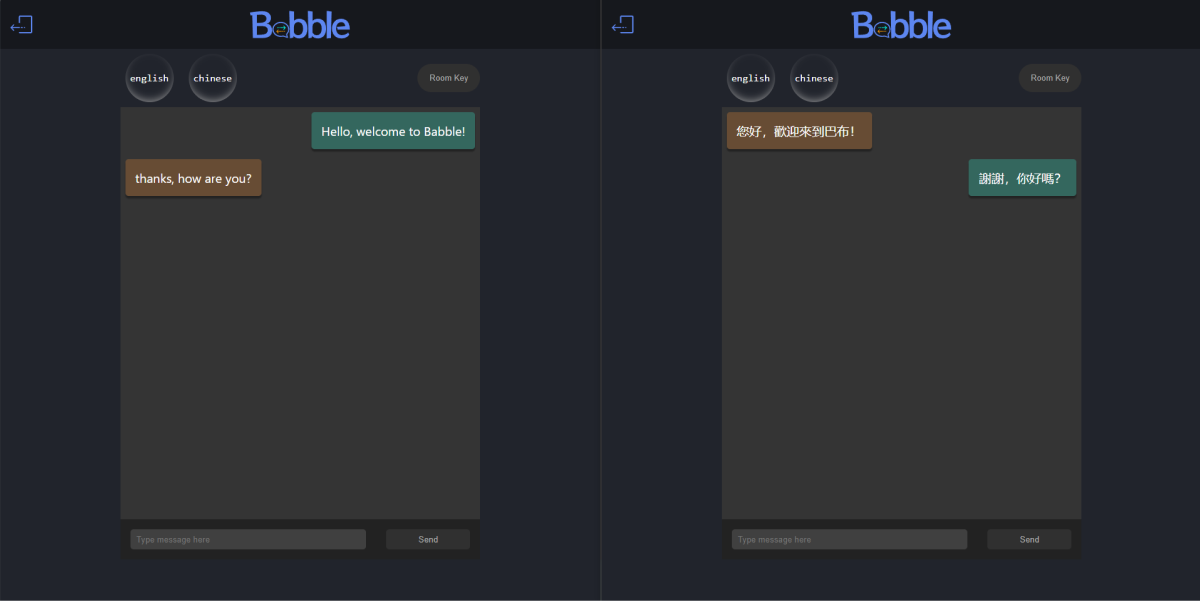 Babble
english chinese Room Key
Hello, welcome to Babble!
thanks, how are you?
Type message here Send
Babble
english chinese Room Key
您好，歡迎來到巴布！
謝謝，你好嗎？
Type message here Send